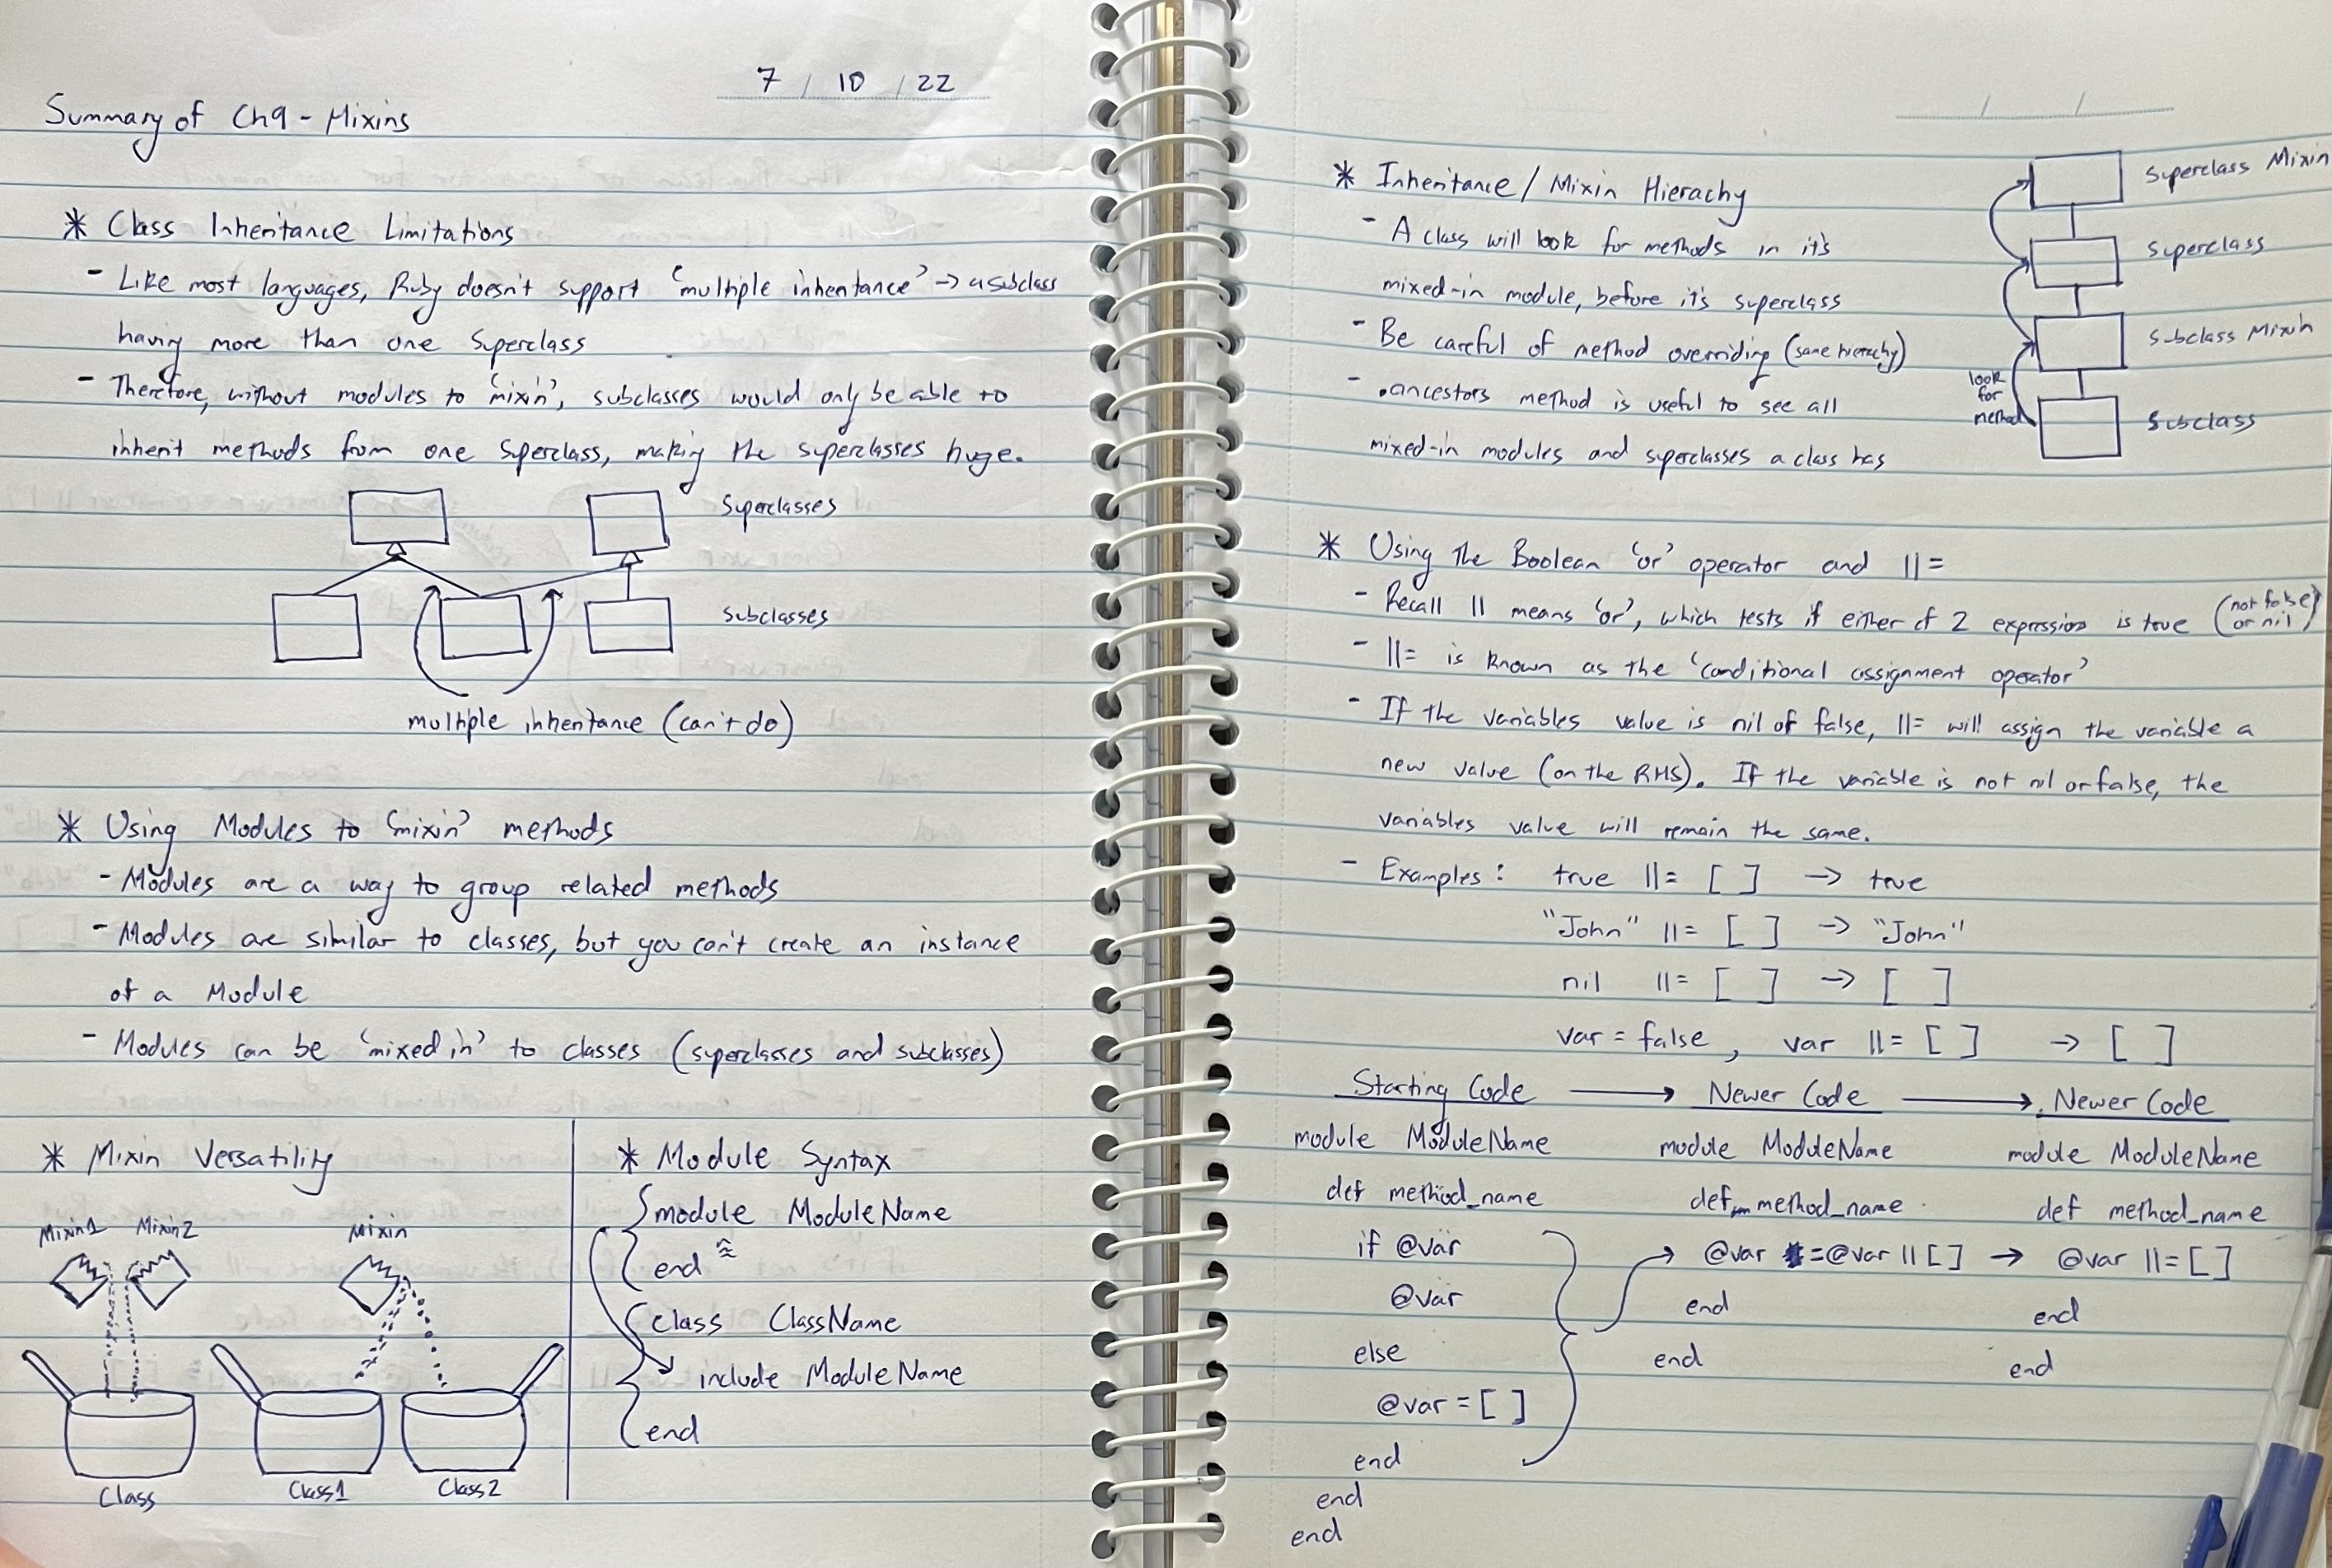 7 / 10 / 22
Summary of Ch9 - Mixins
* Class Inheritance Limitations
- Like most languages, Ruby doesn't support 'multiple inheritance' -> a subclass
having more than one Superclass
- Therefore, without modules to 'mixin', subclasses would only be able to
inherit methods from one superclass, making the superclasses huge.
Superclasses
Subclasses
multiple inheritance (can't do)
* Using Modules to 'mixin' methods
- Modules are a way to group related methods
- Modules are similar to classes, but you can't create an instance
of a Module
- Modules can be 'mixed in' to classes (superclasses and subclasses)
* Mixin Versatility
Mixin1 Mixin2 Mixin
Class Class1 Class2
* Module Syntax
module ModuleName
end
class ClassName
include ModuleName
end
* Inheritance / Mixin Hierachy
- A class will look for methods in it's
mixed-in module, before it's superclass
- Be careful of method overriding (same hierachy)
- .ancestors method is useful to see all
mixed-in modules and superclasses a class has
Superclass Mixin
Superclass
Subclass Mixin
look
for
method
Subclass
* Using the Boolean 'or' operator and ||=
- Recall || means 'or', which tests if either of 2 expressions is true (not false or nil)
- ||= is known as the 'conditional assignment operator'
- If the variables value is nil of false, ||= will assign the variable a
new value (on the RHS). If the variable is not nil or false, the
variables value will remain the same.
- Examples: true ||= [ ] -> true
"John" ||= [ ] -> "John"
nil ||= [ ] -> [ ]
var = false, var ||= [ ] -> [ ]
Starting Code -> Newer Code -> Newer Code
module ModuleName module ModuleName module ModuleName
def method_name def method_name def method_name
if @var @var = @var || [ ] -> @var ||= [ ]
@var end end
else end end
@var = [ ]
end
end
end